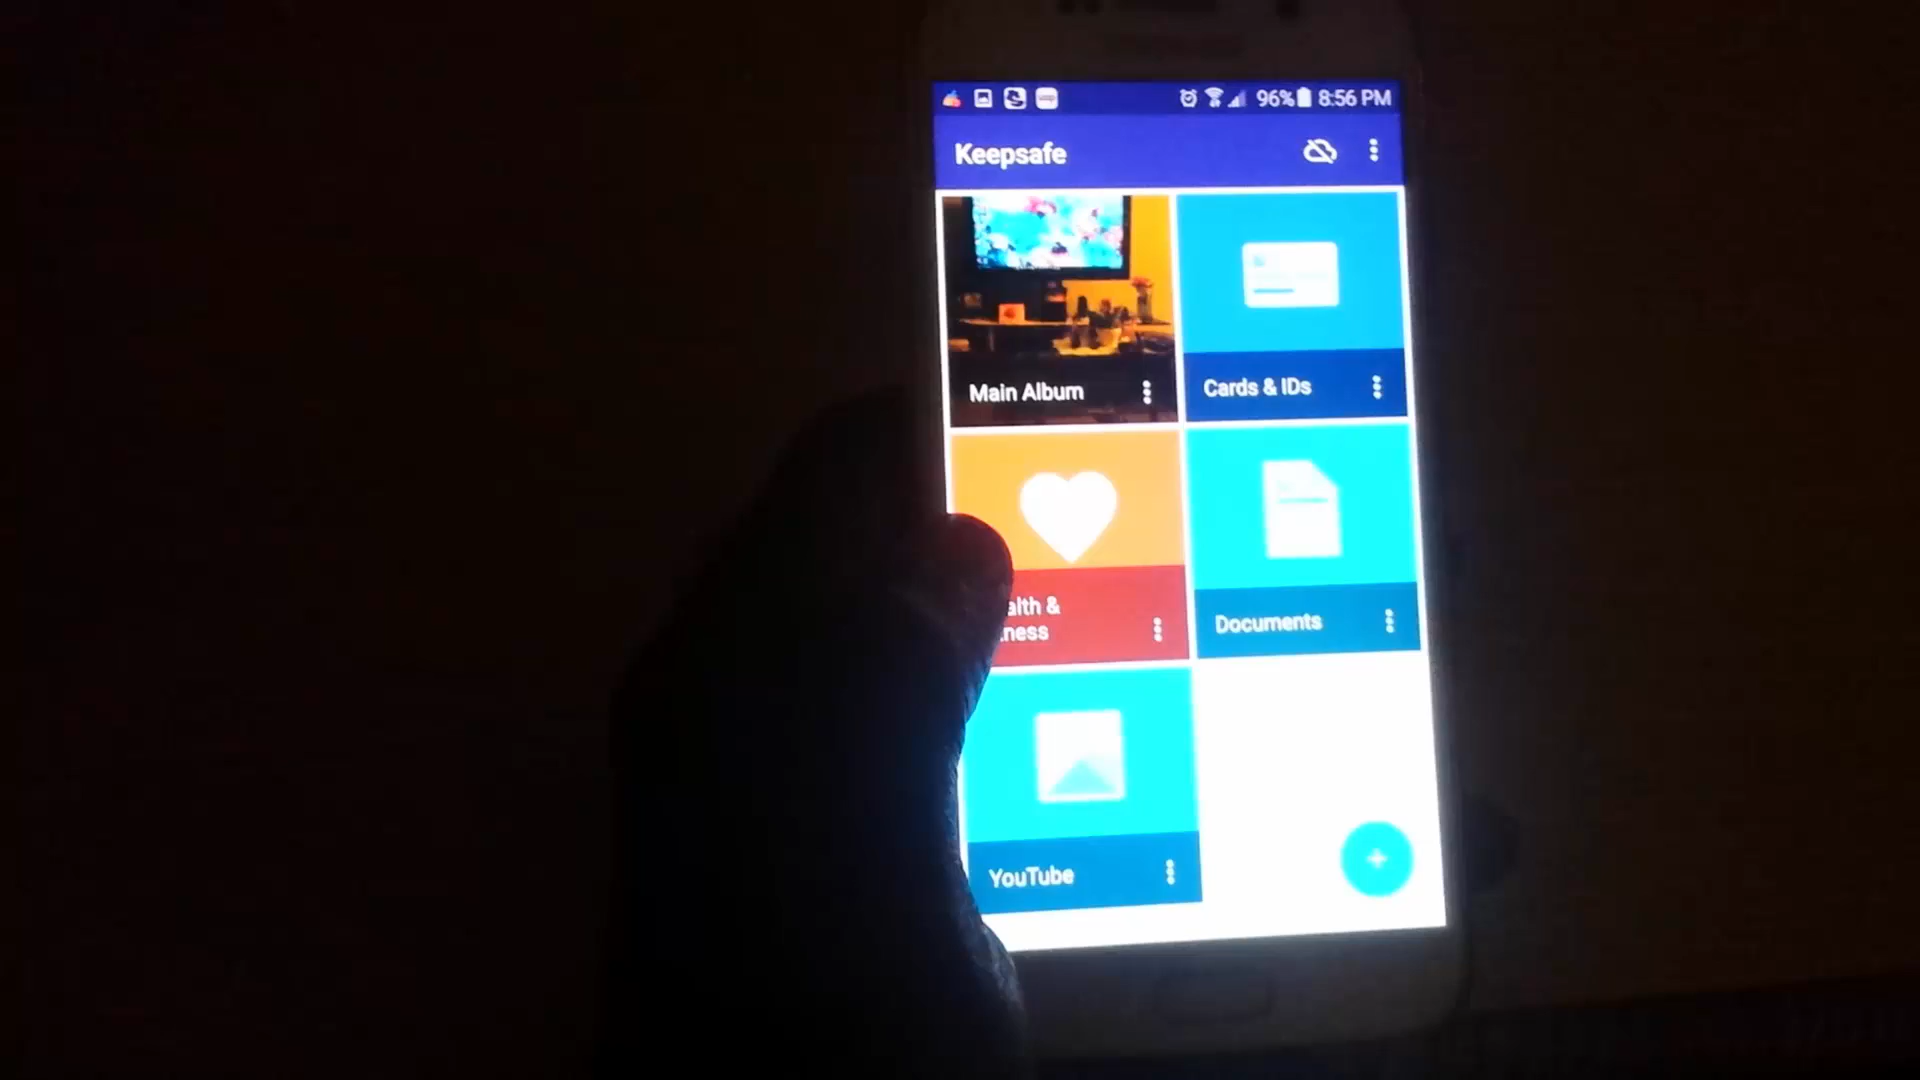 96% 8:56 PM
Keepsafe
Main Album
Cards & IDs
alth &
ness
Documents
YouTube